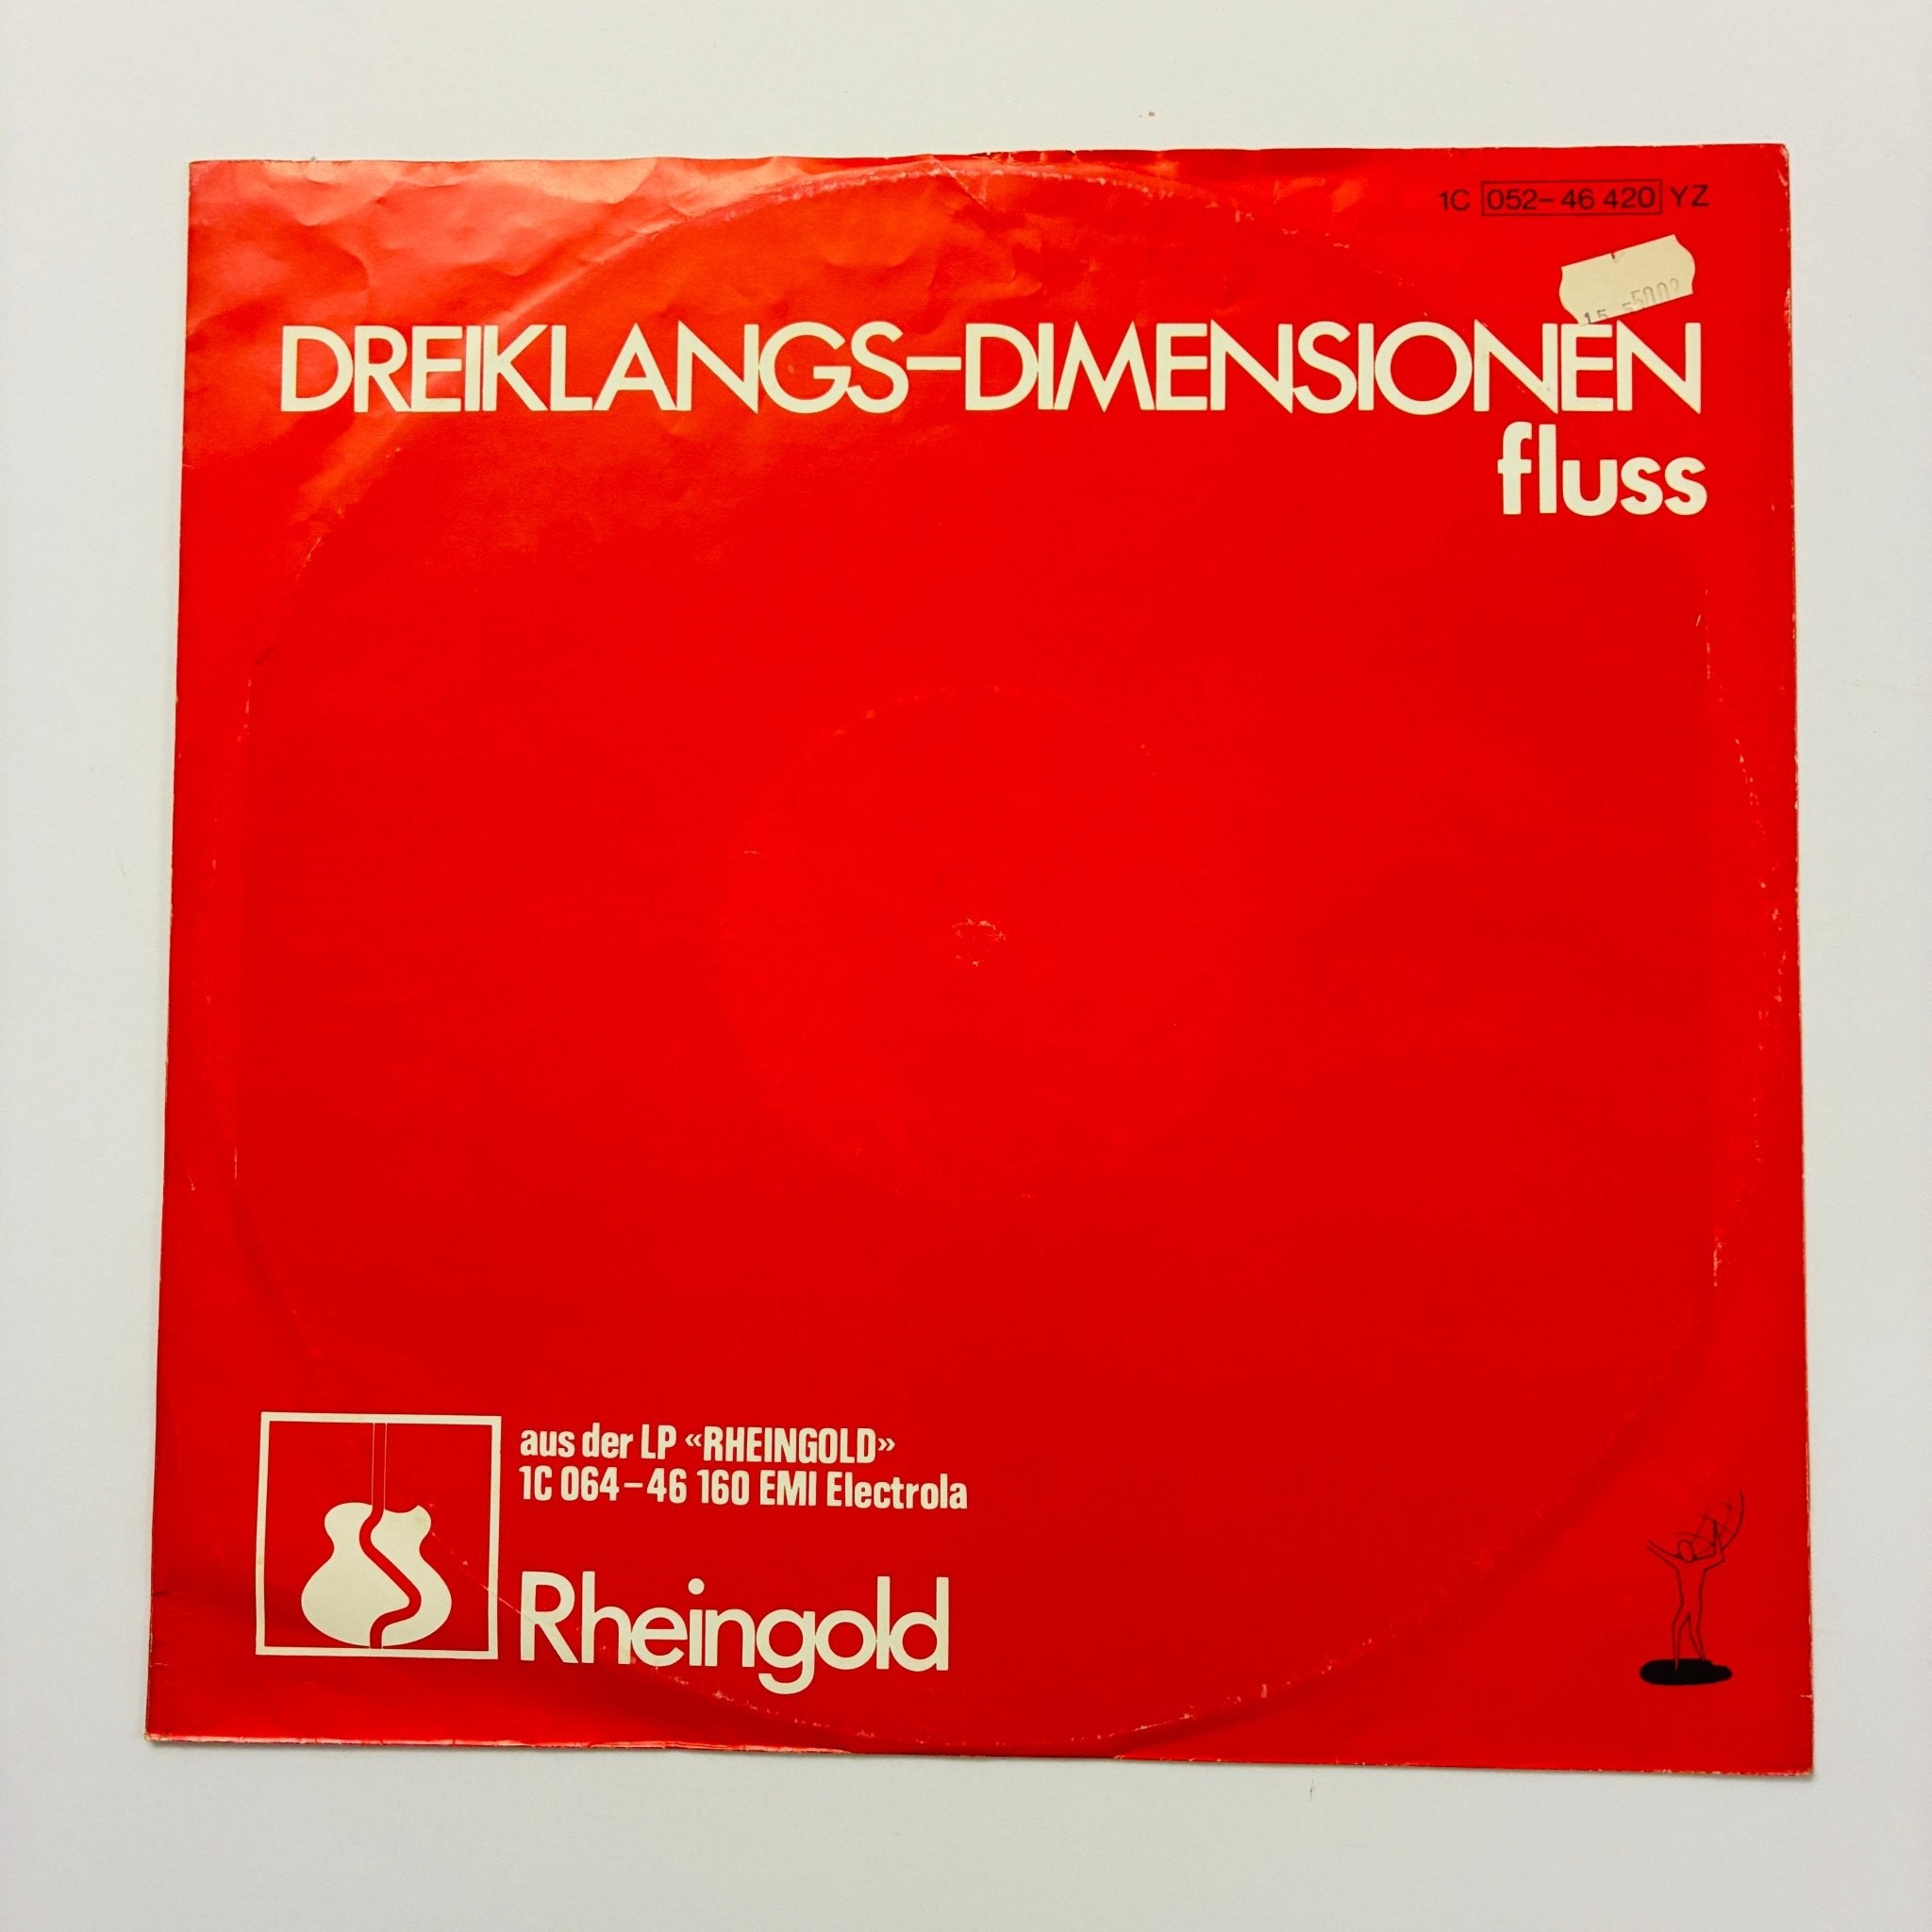 1C 052-46 420 YZ
DREIKLANGS-DIMENSIONEN
fluss
aus der LP «RHEINGOLD»
1C 064-46 160 EMI Electrola
Rheingold